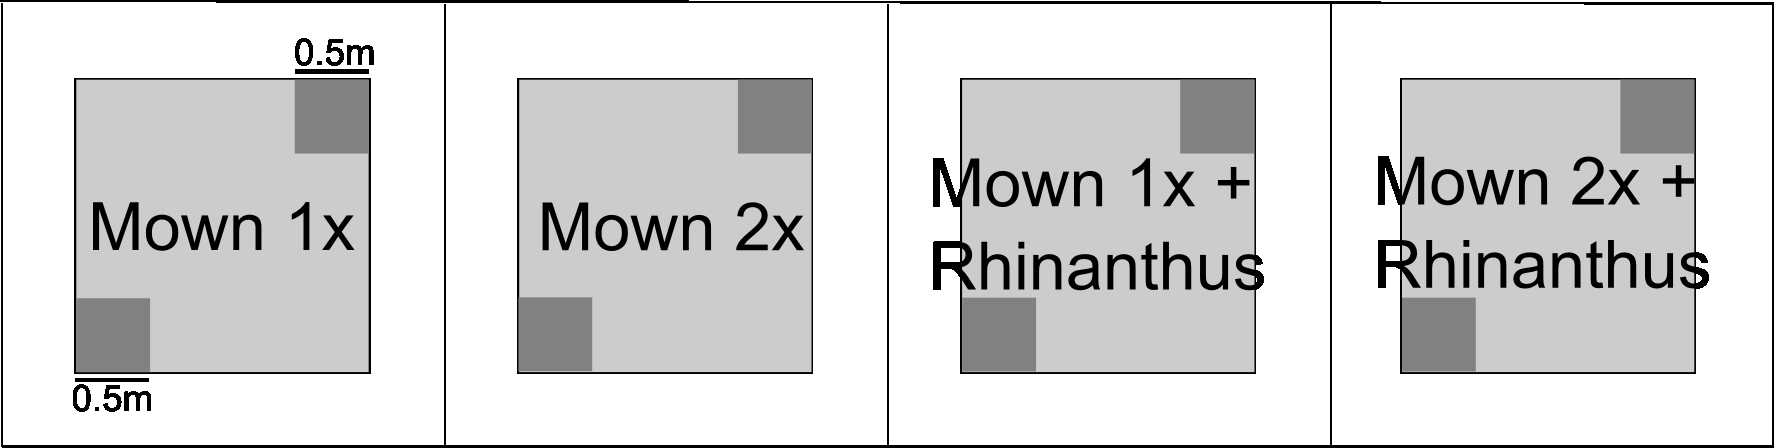 0.5m
Mown 1x
0.5m
Mown 2x
Mown 1x +
Rhinanthus
Mown 2x +
Rhinanthus